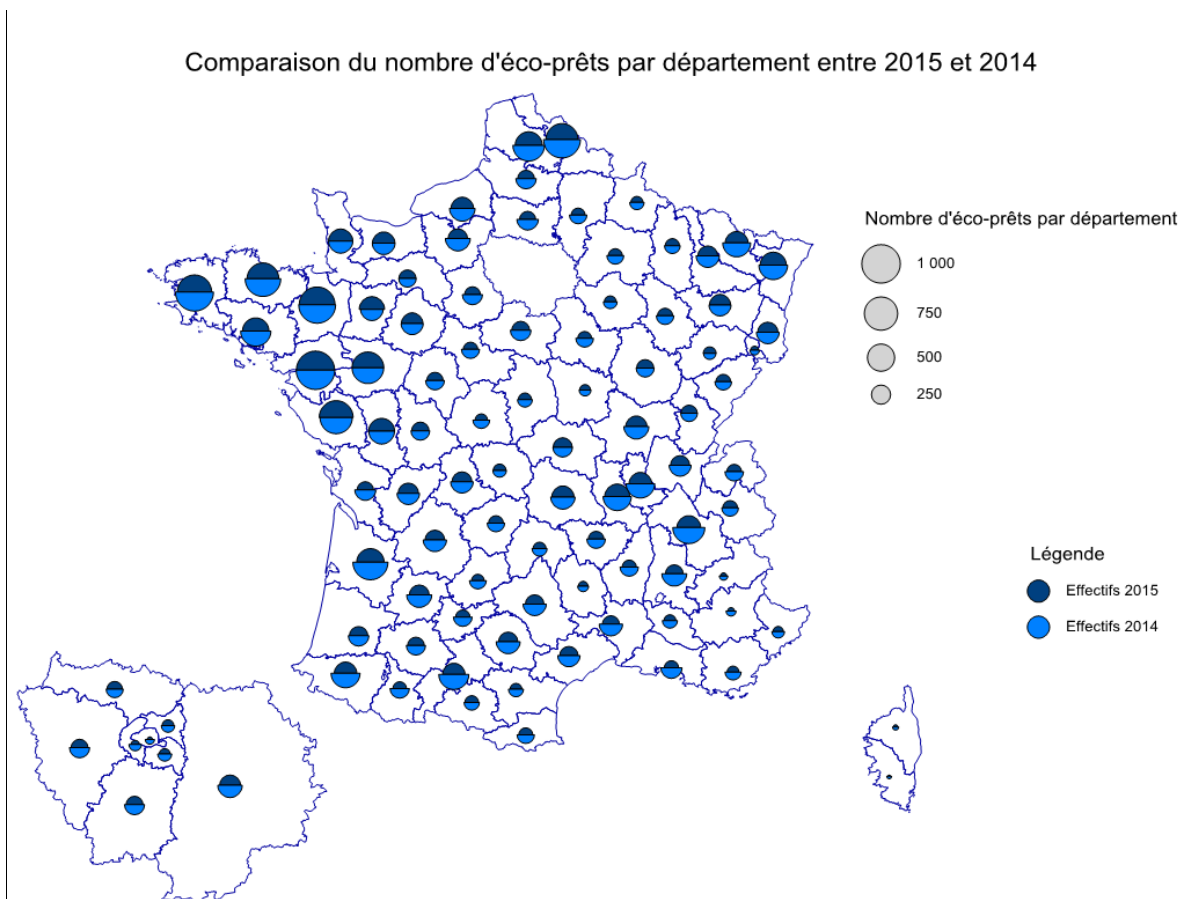 Comparaison du nombre d'éco-prêts par département entre 2015 et 2014
Nombre d'éco-prêts par département
1 000
750
500
250
Légende
Effectifs 2015
Effectifs 2014